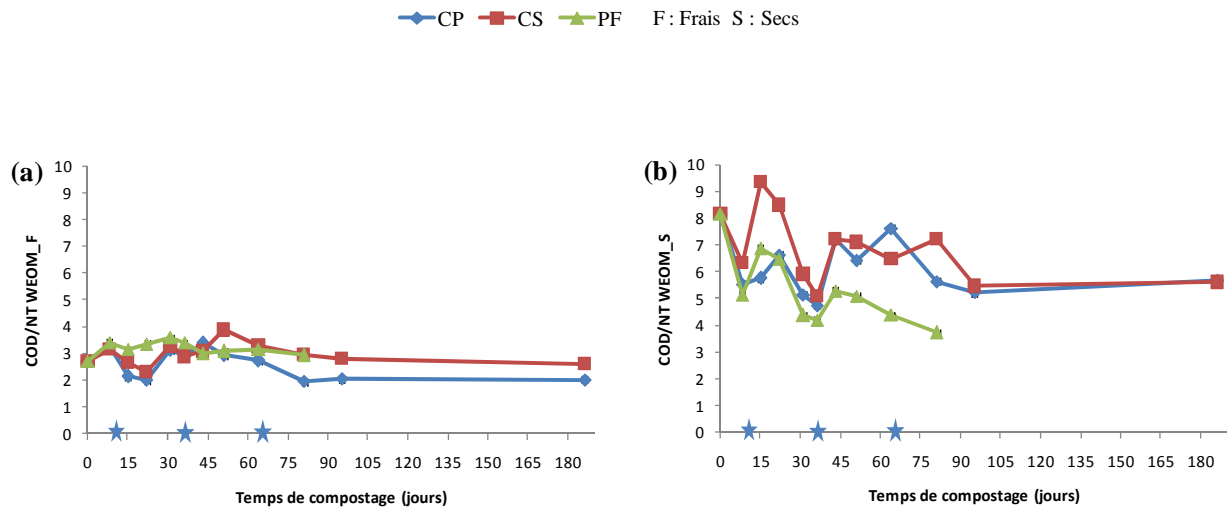 CP CS PF F : Frais S : Secs
(a)
COD/NT WEOM_F
10
9
8
7
6
5
4
3
2
1
0
0 15 30 45 60 75 90 105 120 135 150 165 180
Temps de compostage (jours)
(b)
COD/NT WEOM_S
10
9
8
7
6
5
4
3
2
1
0
0 15 30 45 60 75 90 105 120 135 150 165 180
Temps de compostage (jours)